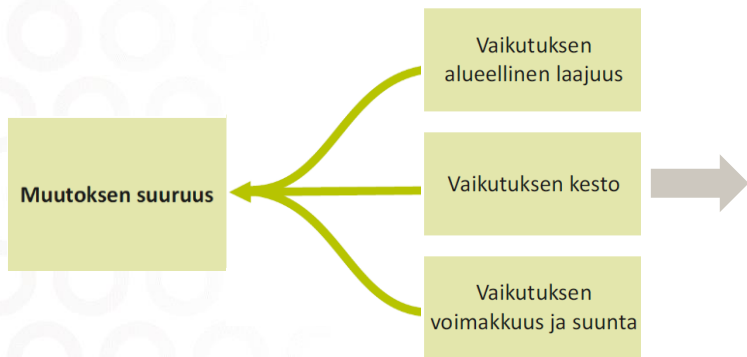 Vaikutuksen
alueellinen laajuus
Muutoksen suuruus
Vaikutuksen kesto
Vaikutuksen
voimakkuus ja suunta